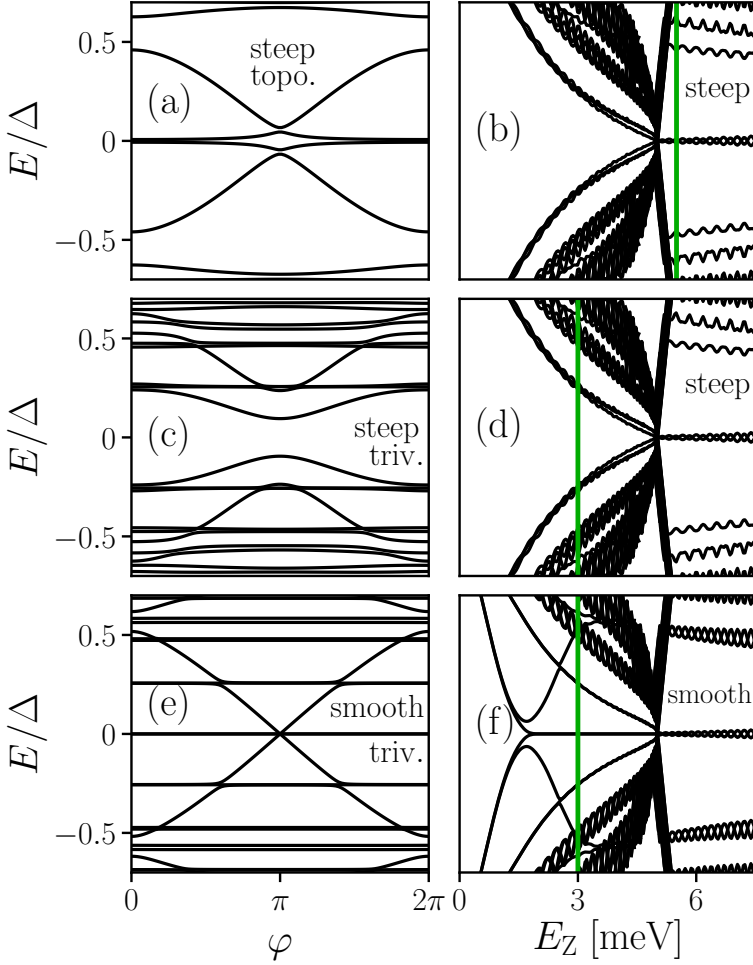 E/Δ
0.5
0
−0.5
(a)
steep
topo.
(b)
steep
E/Δ
0.5
0
−0.5
(c)
steep
triv.
(d)
steep
E/Δ
0.5
0
−0.5
(e)
smooth
triv.
(f)
smooth
0
π
2π
φ
0
3
6
E_Z [meV]